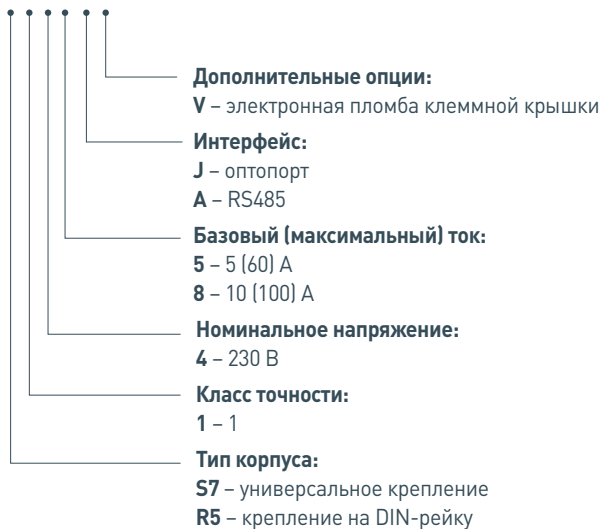 Дополнительные опции:
V – электронная пломба клеммной крышки
Интерфейс:
J – оптопорт
A – RS485
Базовый (максимальный) ток:
5 – 5 (60) А
8 – 10 (100) А
Номинальное напряжение:
4 – 230 В
Класс точности:
1 – 1
Тип корпуса:
S7 – универсальное крепление
R5 – крепление на DIN-рейку